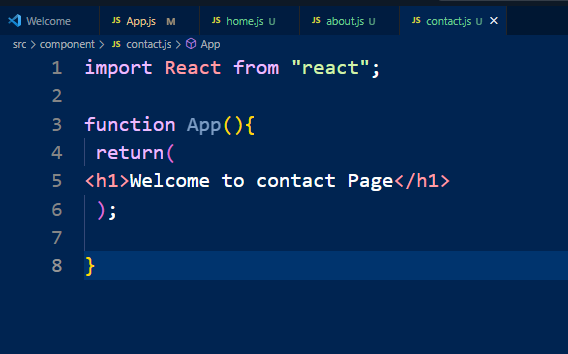 Welcome JS App.js M JS home.js U JS about.js U JS contact.js U ×
src > component > JS contact.js > App
1 import React from "react";
2
3 function App(){
4 return(
5 <h1>Welcome to contact Page</h1>
6 );
7
8 }